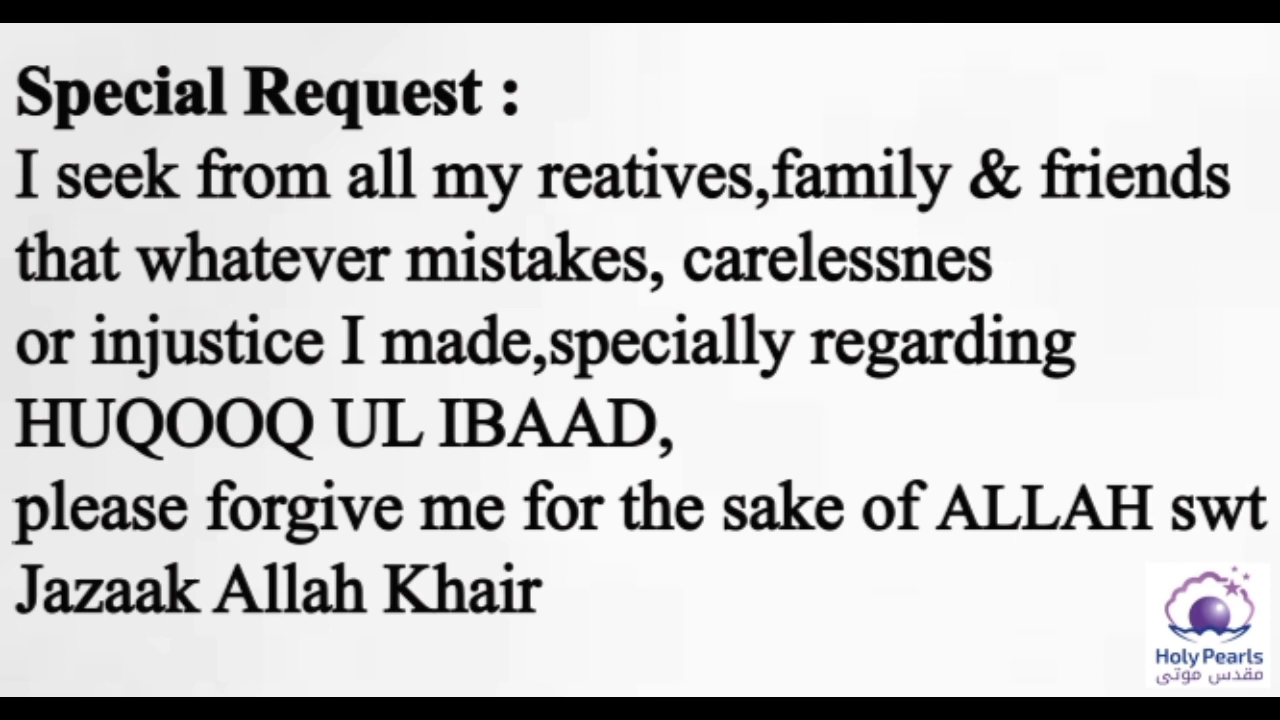 Special Request :
I seek from all my reatives,family & friends
that whatever mistakes, carelessnes
or injustice I made,specially regarding
HUQOOQ UL IBAAD,
please forgive me for the sake of ALLAH swt
Jazaak Allah Khair
Holy Pearls
مقدس موتی